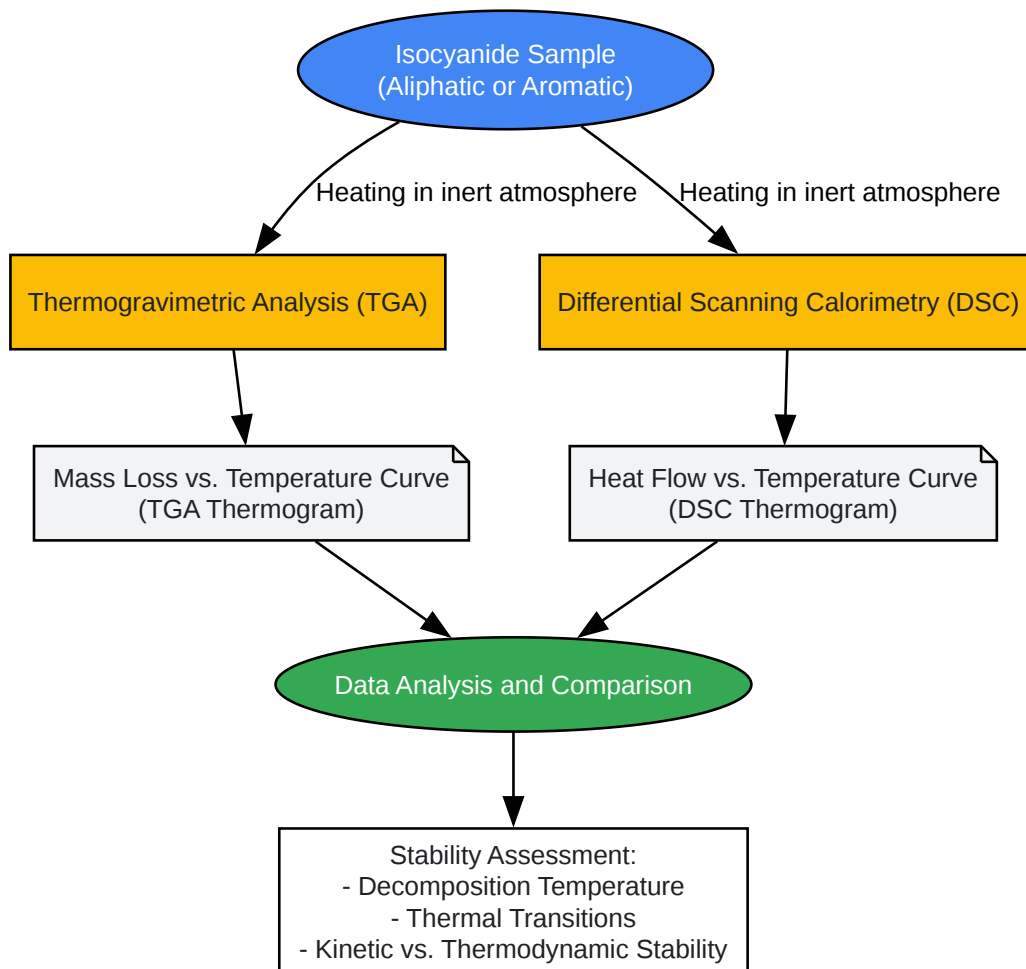 Isocyanide Sample
(Aliphatic or Aromatic)
Heating in inert atmosphere
Heating in inert atmosphere
Thermogravimetric Analysis (TGA)
Differential Scanning Calorimetry (DSC)
Mass Loss vs. Temperature Curve
(TGA Thermogram)
Heat Flow vs. Temperature Curve
(DSC Thermogram)
Data Analysis and Comparison
Stability Assessment:
- Decomposition Temperature
- Thermal Transitions
- Kinetic vs. Thermodynamic Stability